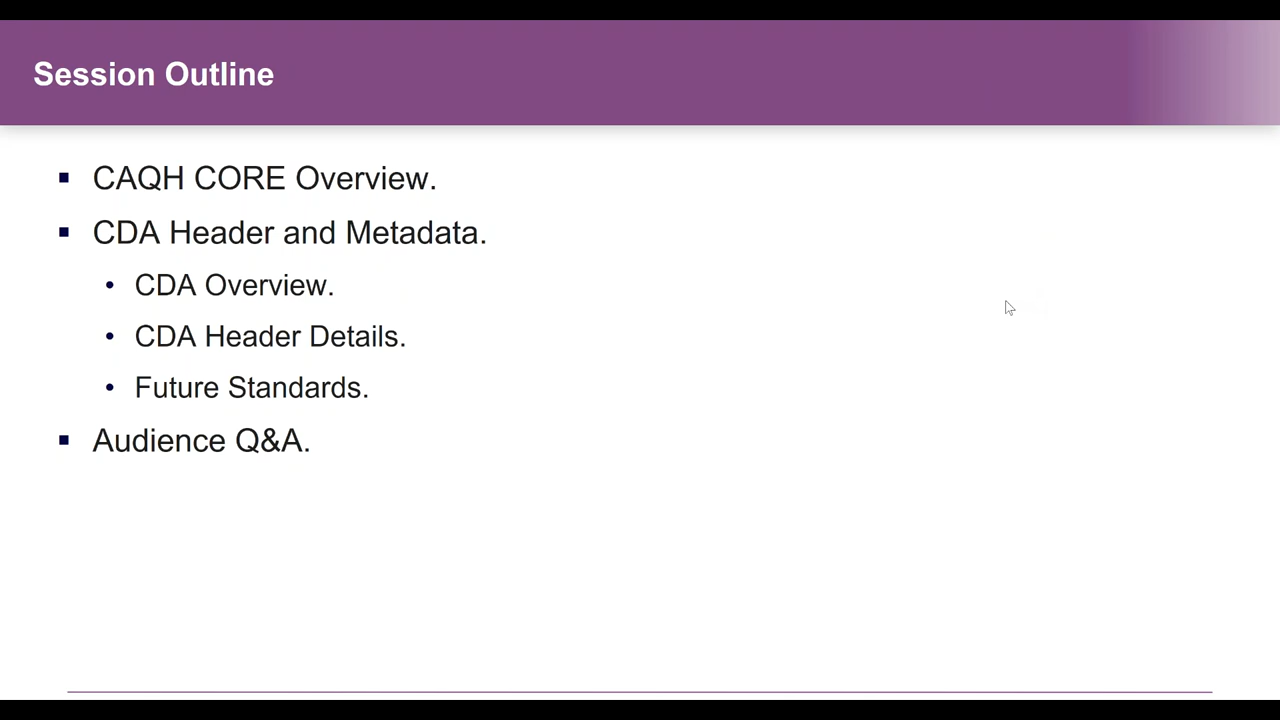 Session Outline
CAQH CORE Overview.
CDA Header and Metadata.
CDA Overview.
CDA Header Details.
Future Standards.
Audience Q&A.